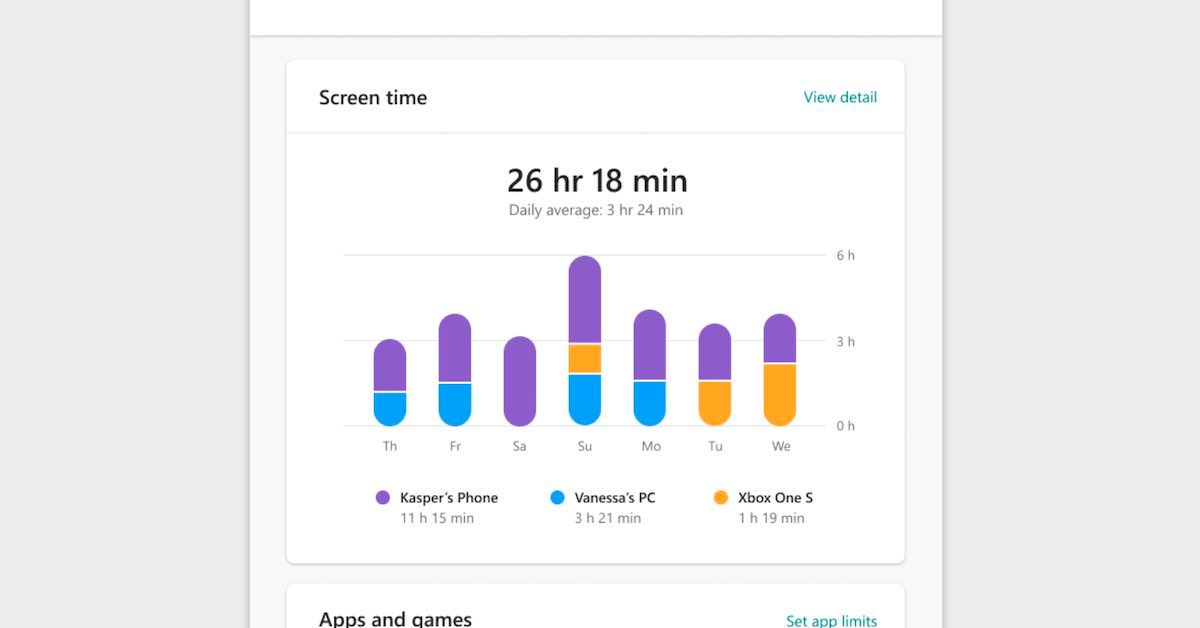 Screen time
View detail
26 hr 18 min
Daily average: 3 hr 24 min
6 h
3 h
0 h
Th Fr Sa Su Mo Tu We
Kasper's Phone
11 h 15 min
Vanessa's PC
3 h 21 min
Xbox One S
1 h 19 min
Apps and games
Set app limits